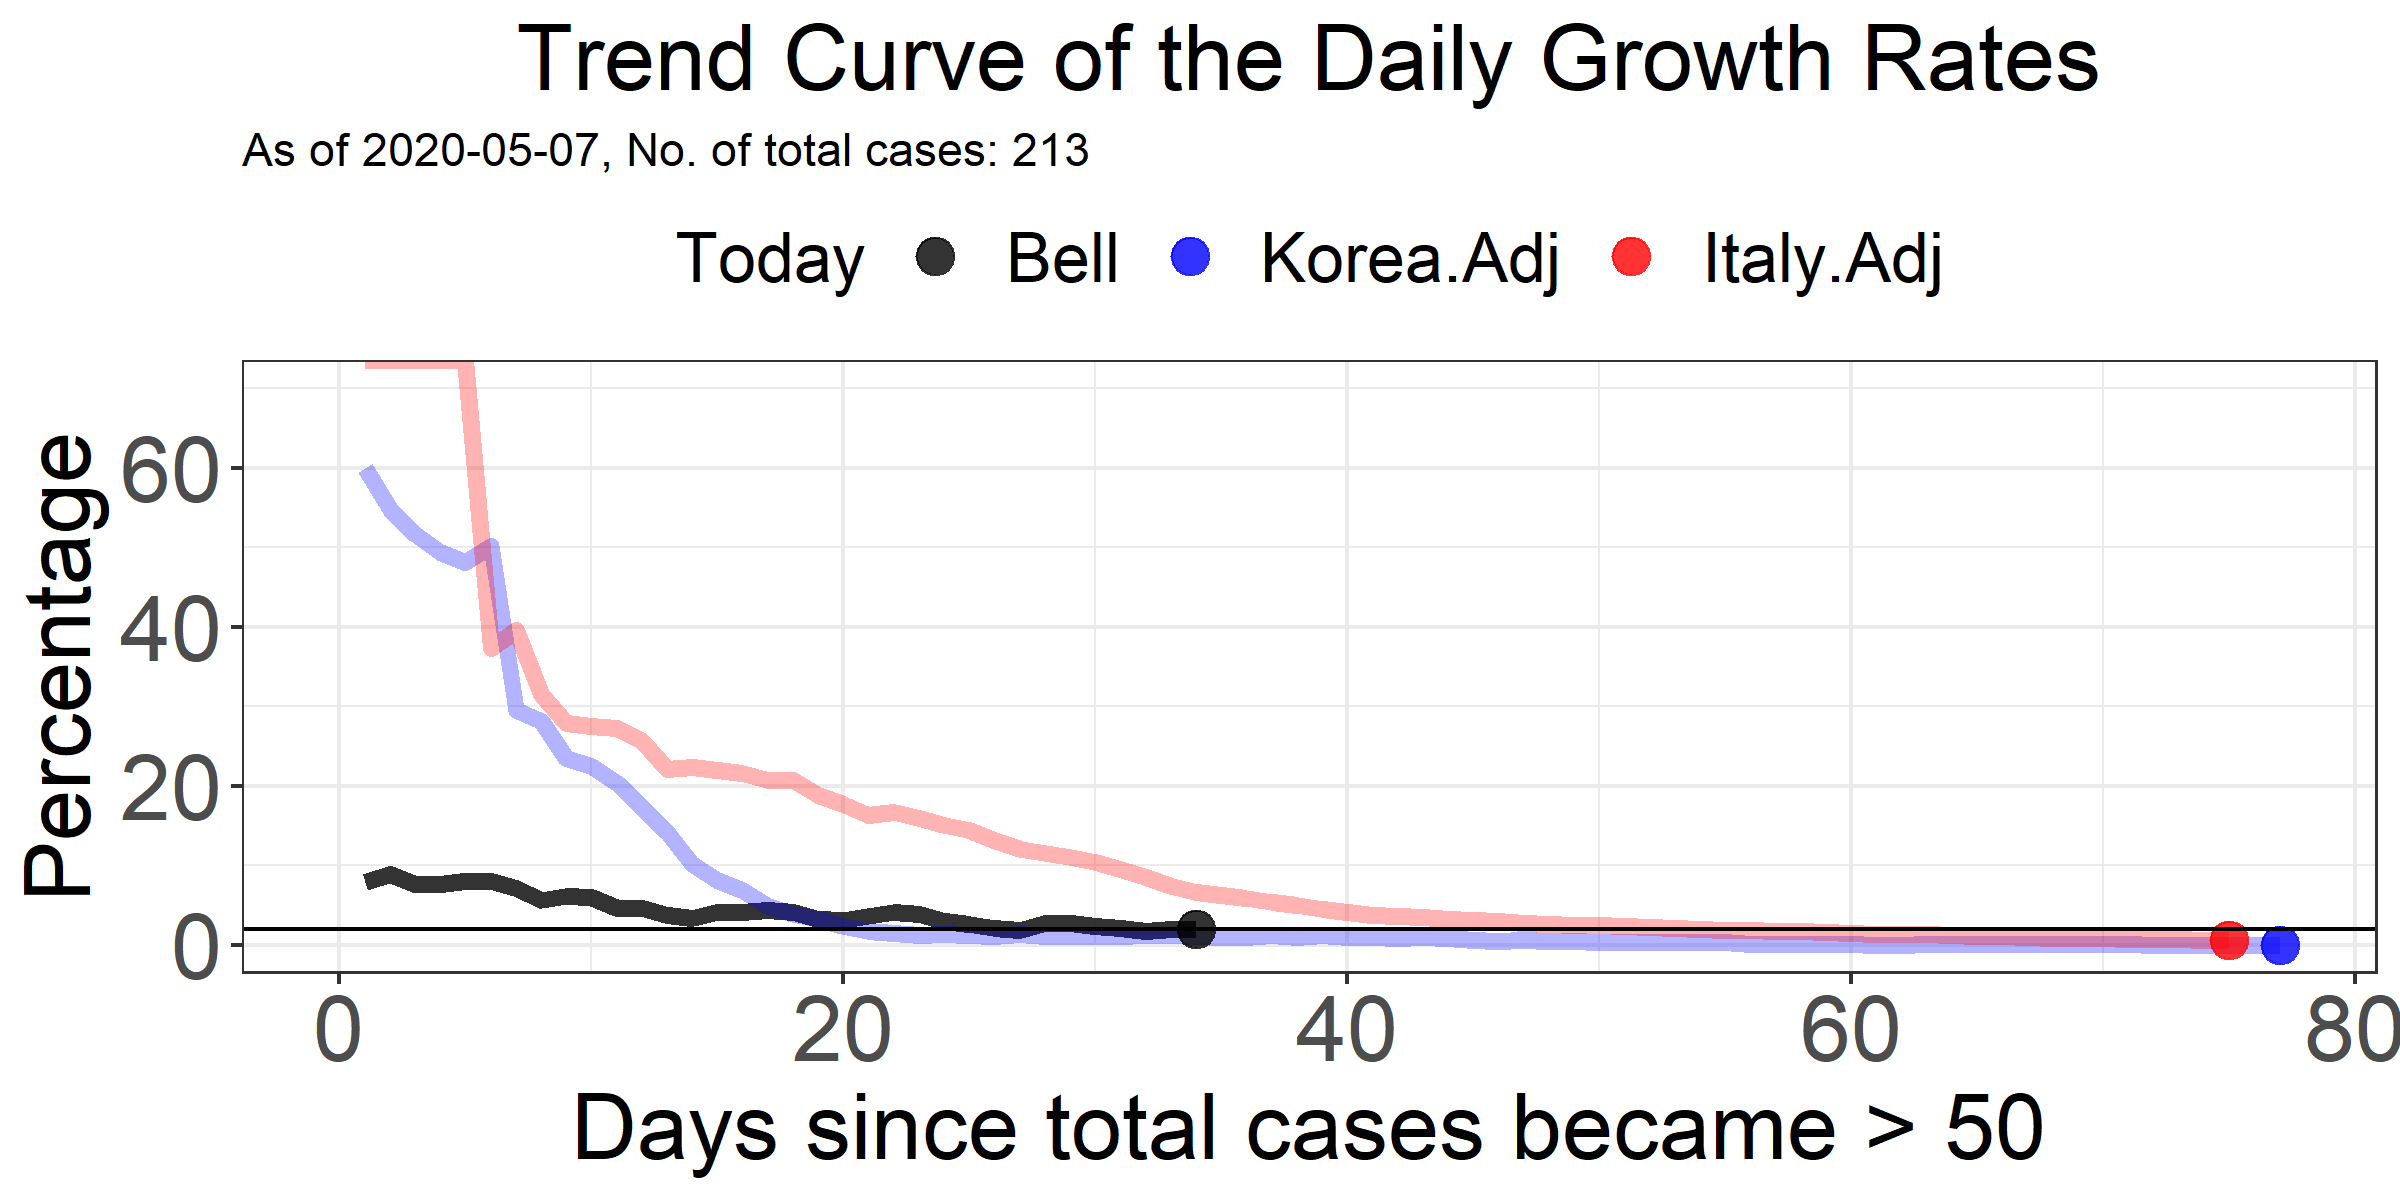 Trend Curve of the Daily Growth Rates
As of 2020-05-07, No. of total cases: 213
Today Bell Korea.Adj Italy.Adj
Percentage
60
40
20
0
0 20 40 60 80
Days since total cases became > 50